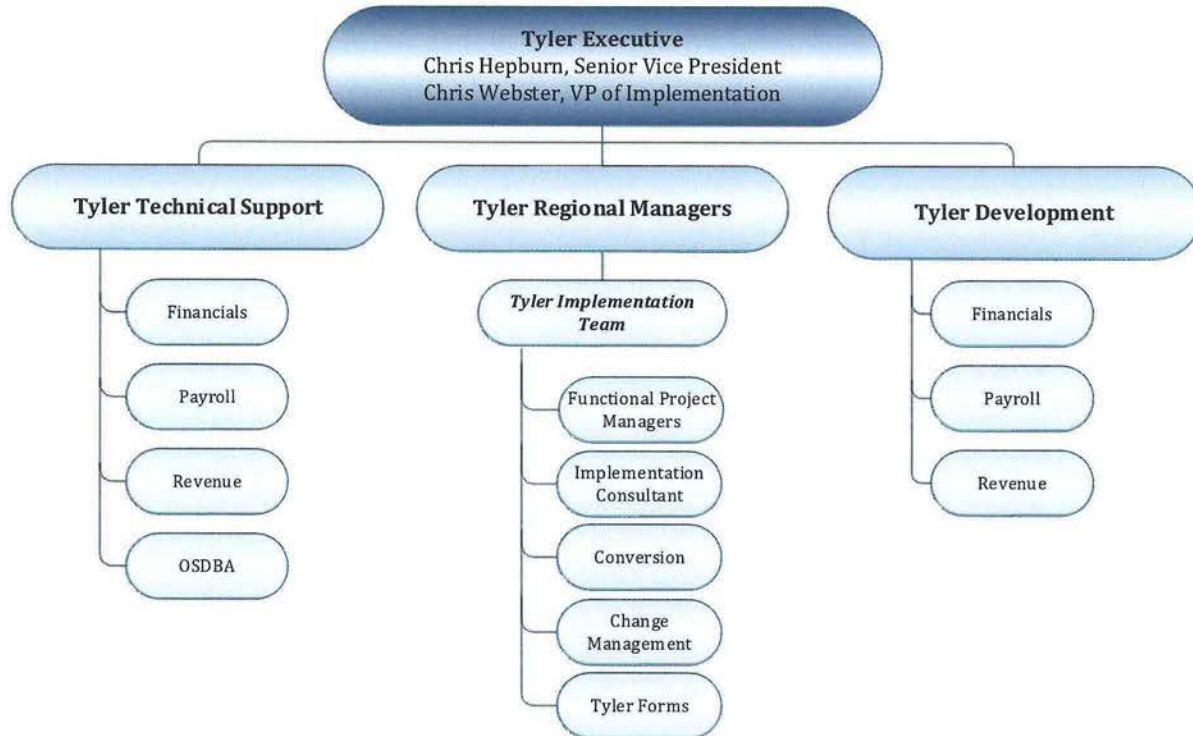 Tyler Executive
Chris Hepburn, Senior Vice President
Chris Webster, VP of Implementation
Tyler Technical Support
Financials
Payroll
Revenue
OSDBA
Tyler Regional Managers
Tyler Implementation
Team
Functional Project
Managers
Implementation
Consultant
Conversion
Change
Management
Tyler Forms
Tyler Development
Financials
Payroll
Revenue